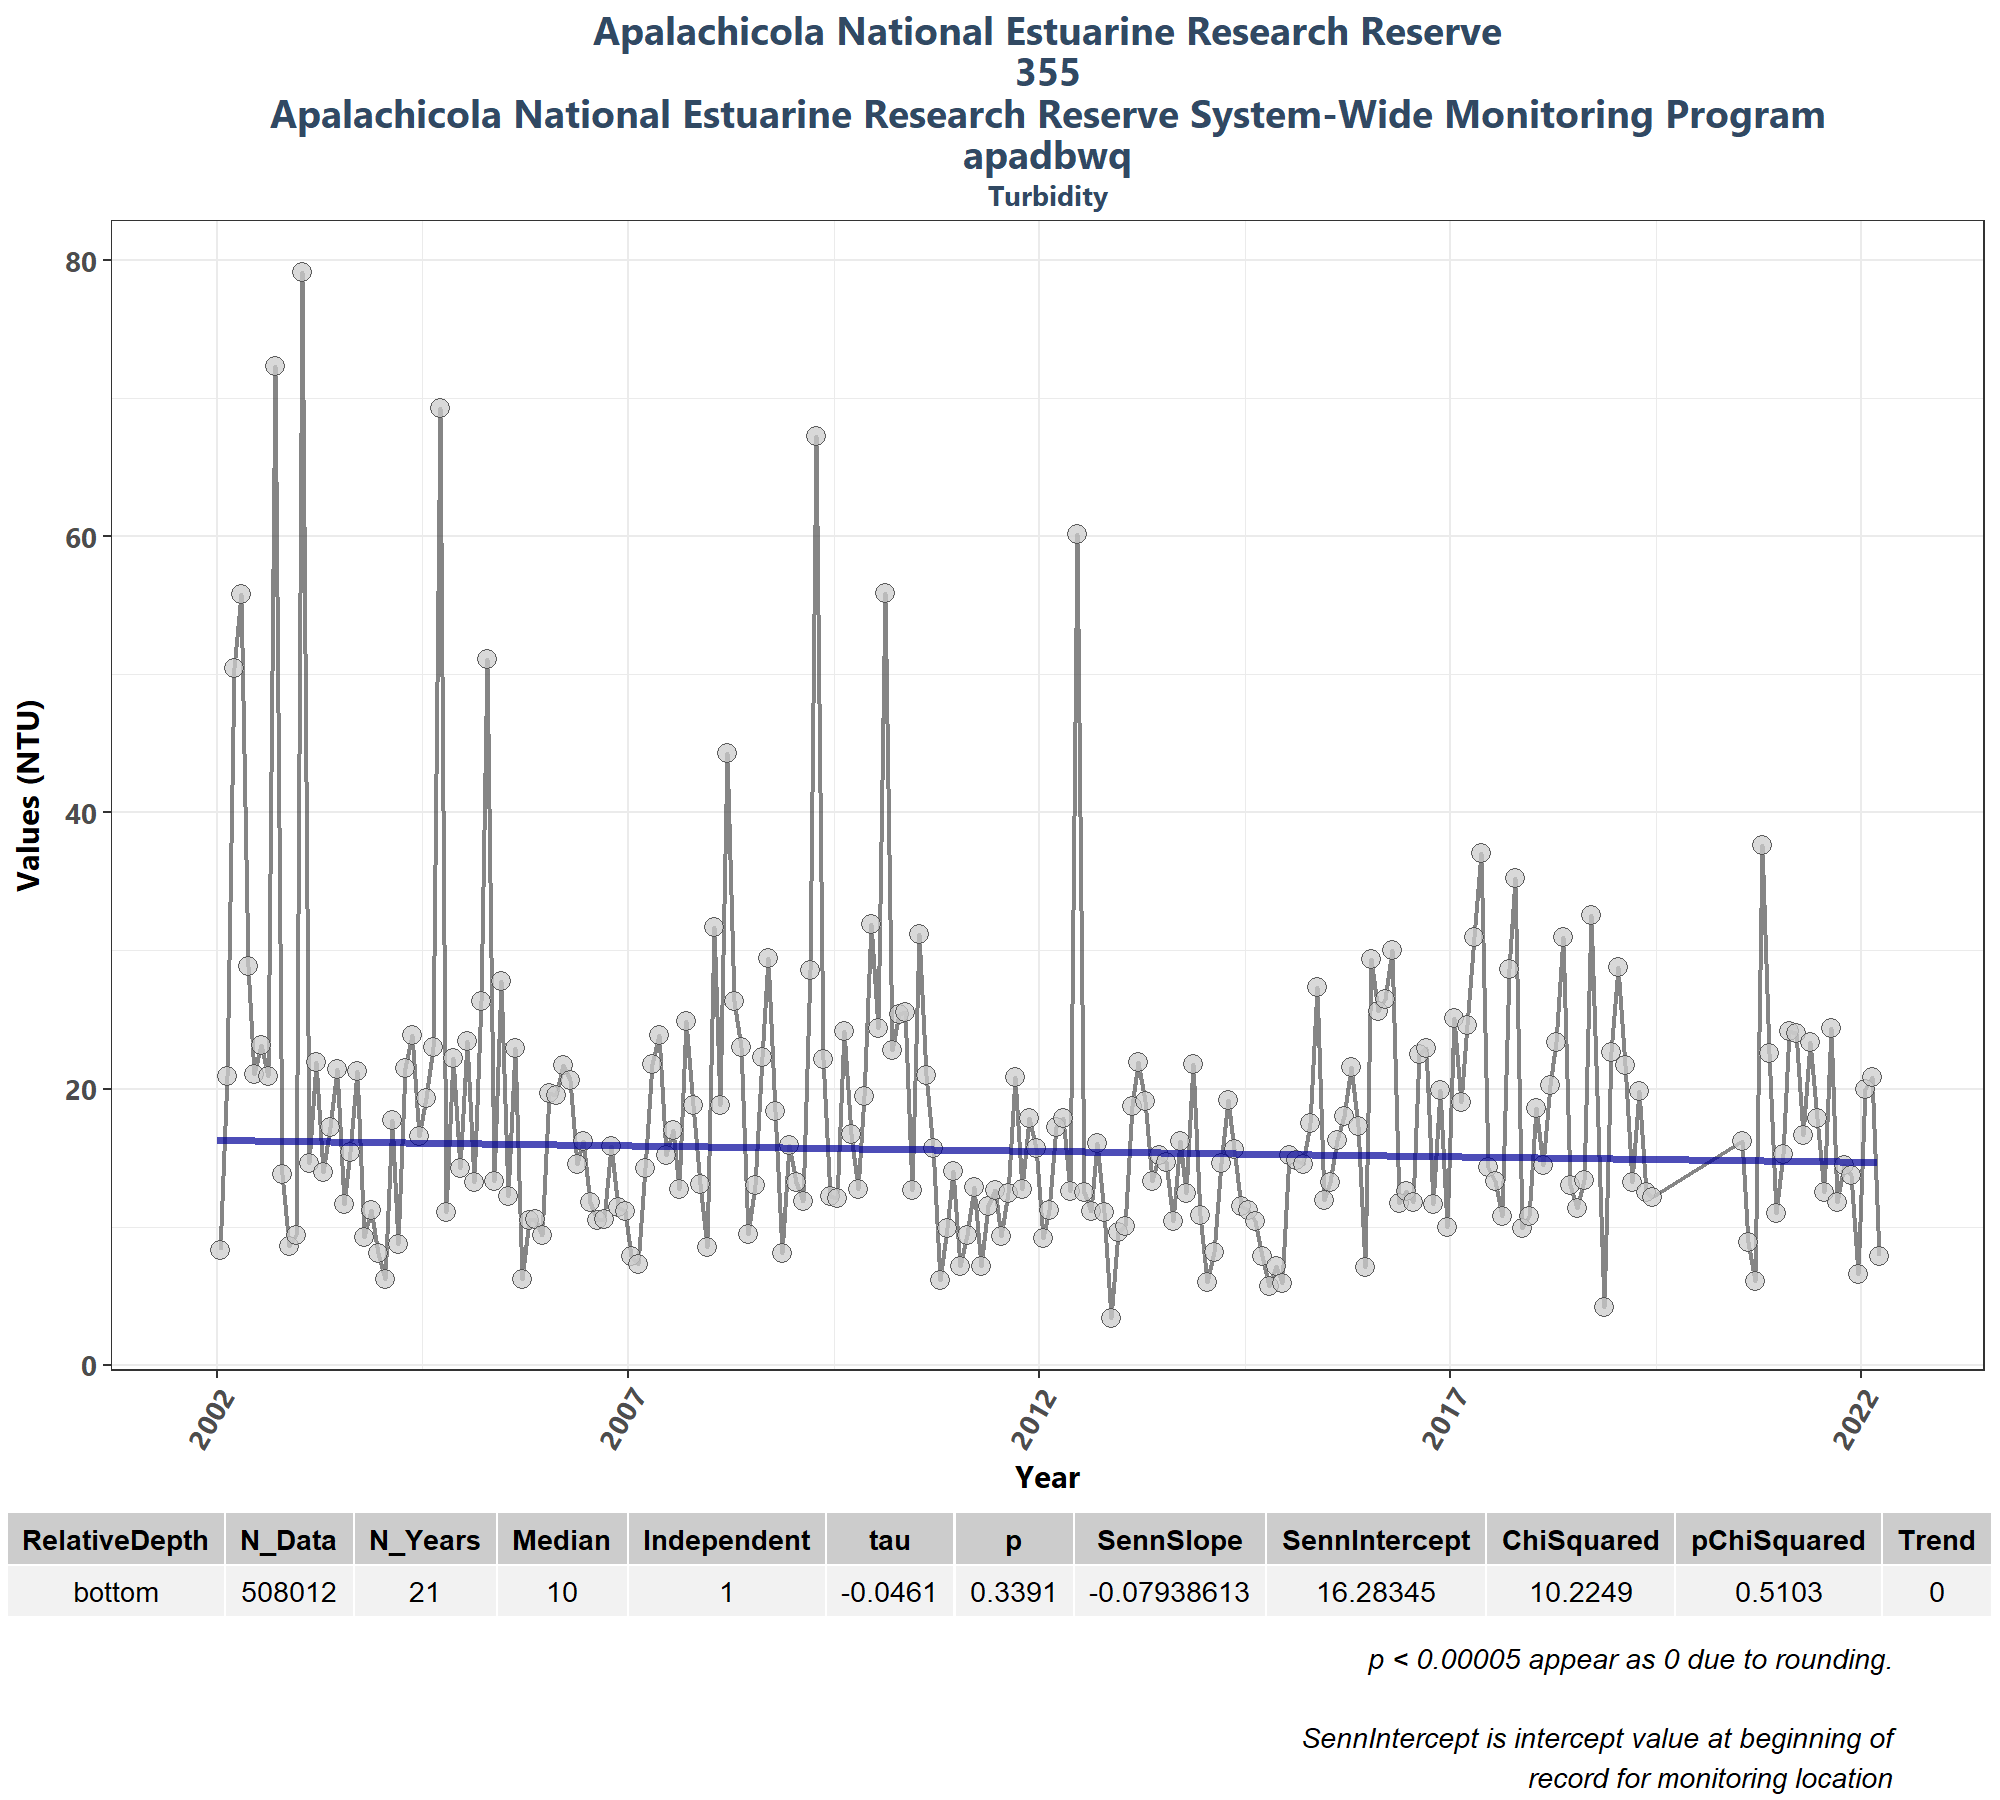 Apalachicola National Estuarine Research Reserve
355
Apalachicola National Estuarine Research Reserve System-Wide Monitoring Program
apadbwq
Turbidity
80
60
40
20
0
Values (NTU)
2002 2007 2012 2017 2022
Year
RelativeDepth N_Data N_Years Median Independent tau p SennSlope SennIntercept ChiSquared pChiSquared Trend
bottom 508012 21 10 1 -0.0461 0.3391 -0.07938613 16.28345 10.2249 0.5103 0
p < 0.00005 appear as 0 due to rounding.
SennIntercept is intercept value at beginning of
record for monitoring location